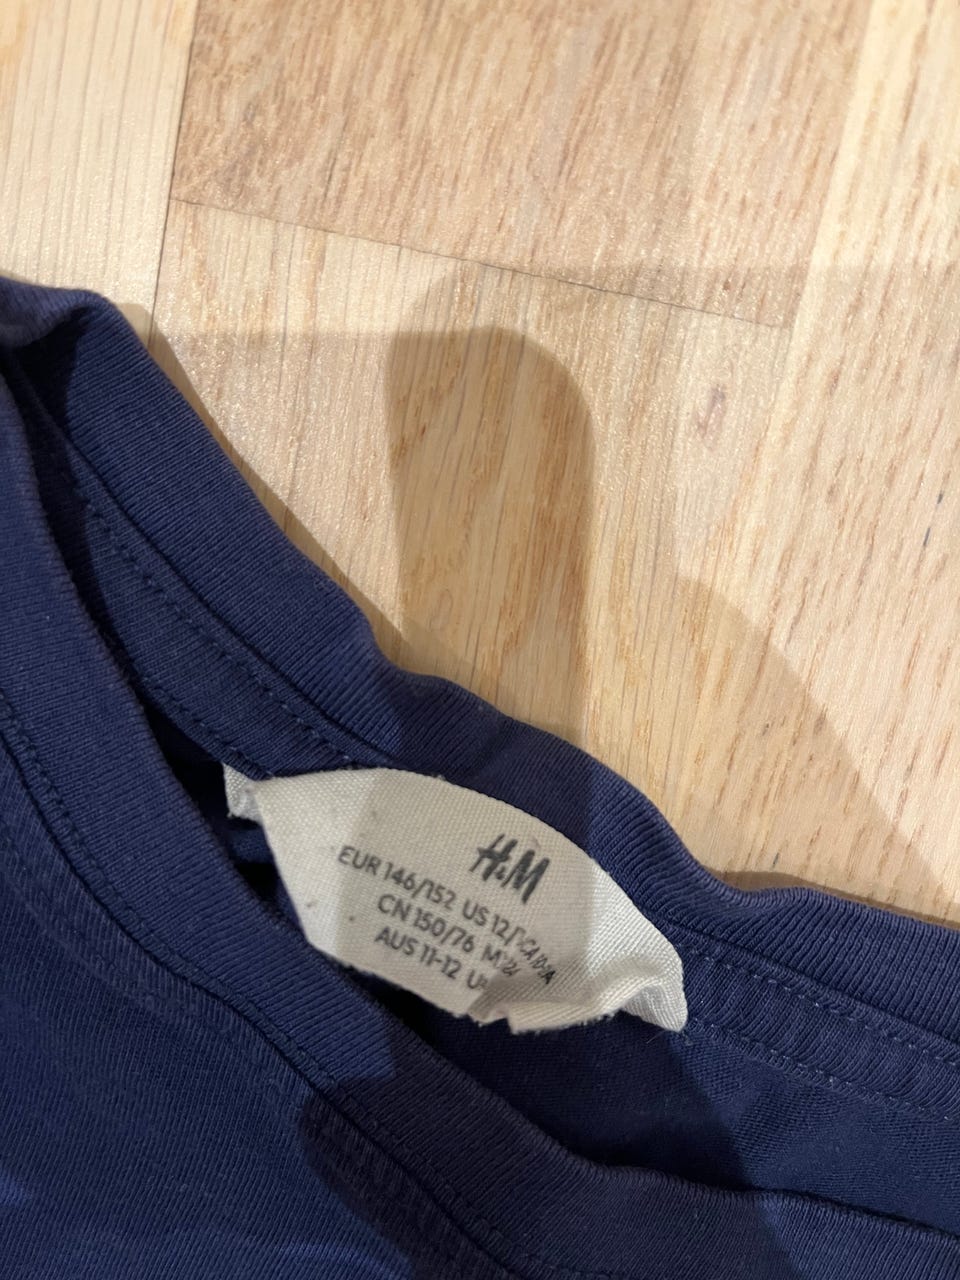 H&M
EUR 146/152 US 12/
CN 150/76
AUS 11-12